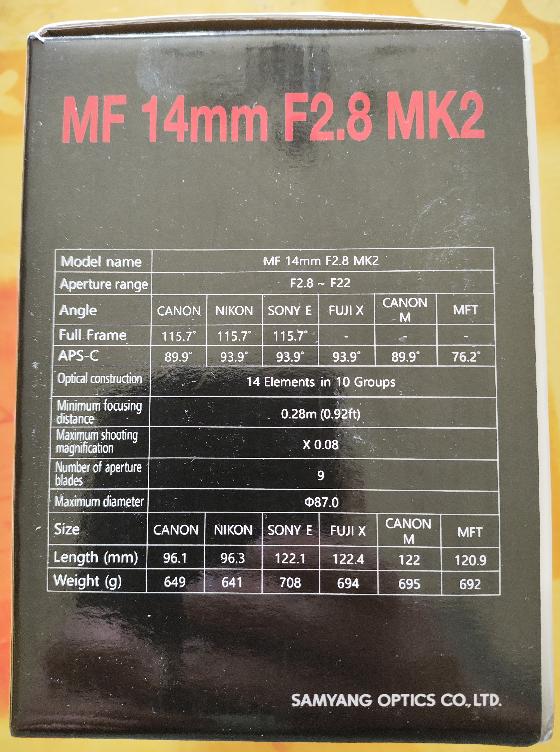 MF 14mm F2.8 MK2
Model name MF 14mm F2.8 MK2
Aperture range F2.8 ~ F22
Angle CANON NIKON SONY E FUJI X CANON M MFT
Full Frame 115.7˚ 115.7˚ 115.7˚ - - -
APS-C 89.9˚ 93.9˚ 93.9˚ 93.9˚ 89.9˚ 76.2˚
Optical construction 14 Elements in 10 Groups
Minimum focusing distance 0.28m (0.92ft)
Maximum shooting magnification X 0.08
Number of aperture blades 9
Maximum diameter Φ87.0
Size CANON NIKON SONY E FUJI X CANON M MFT
Length (mm) 96.1 96.3 122.1 122.4 122 120.9
Weight (g) 649 641 708 694 695 692
SAMYANG OPTICS CO., LTD.